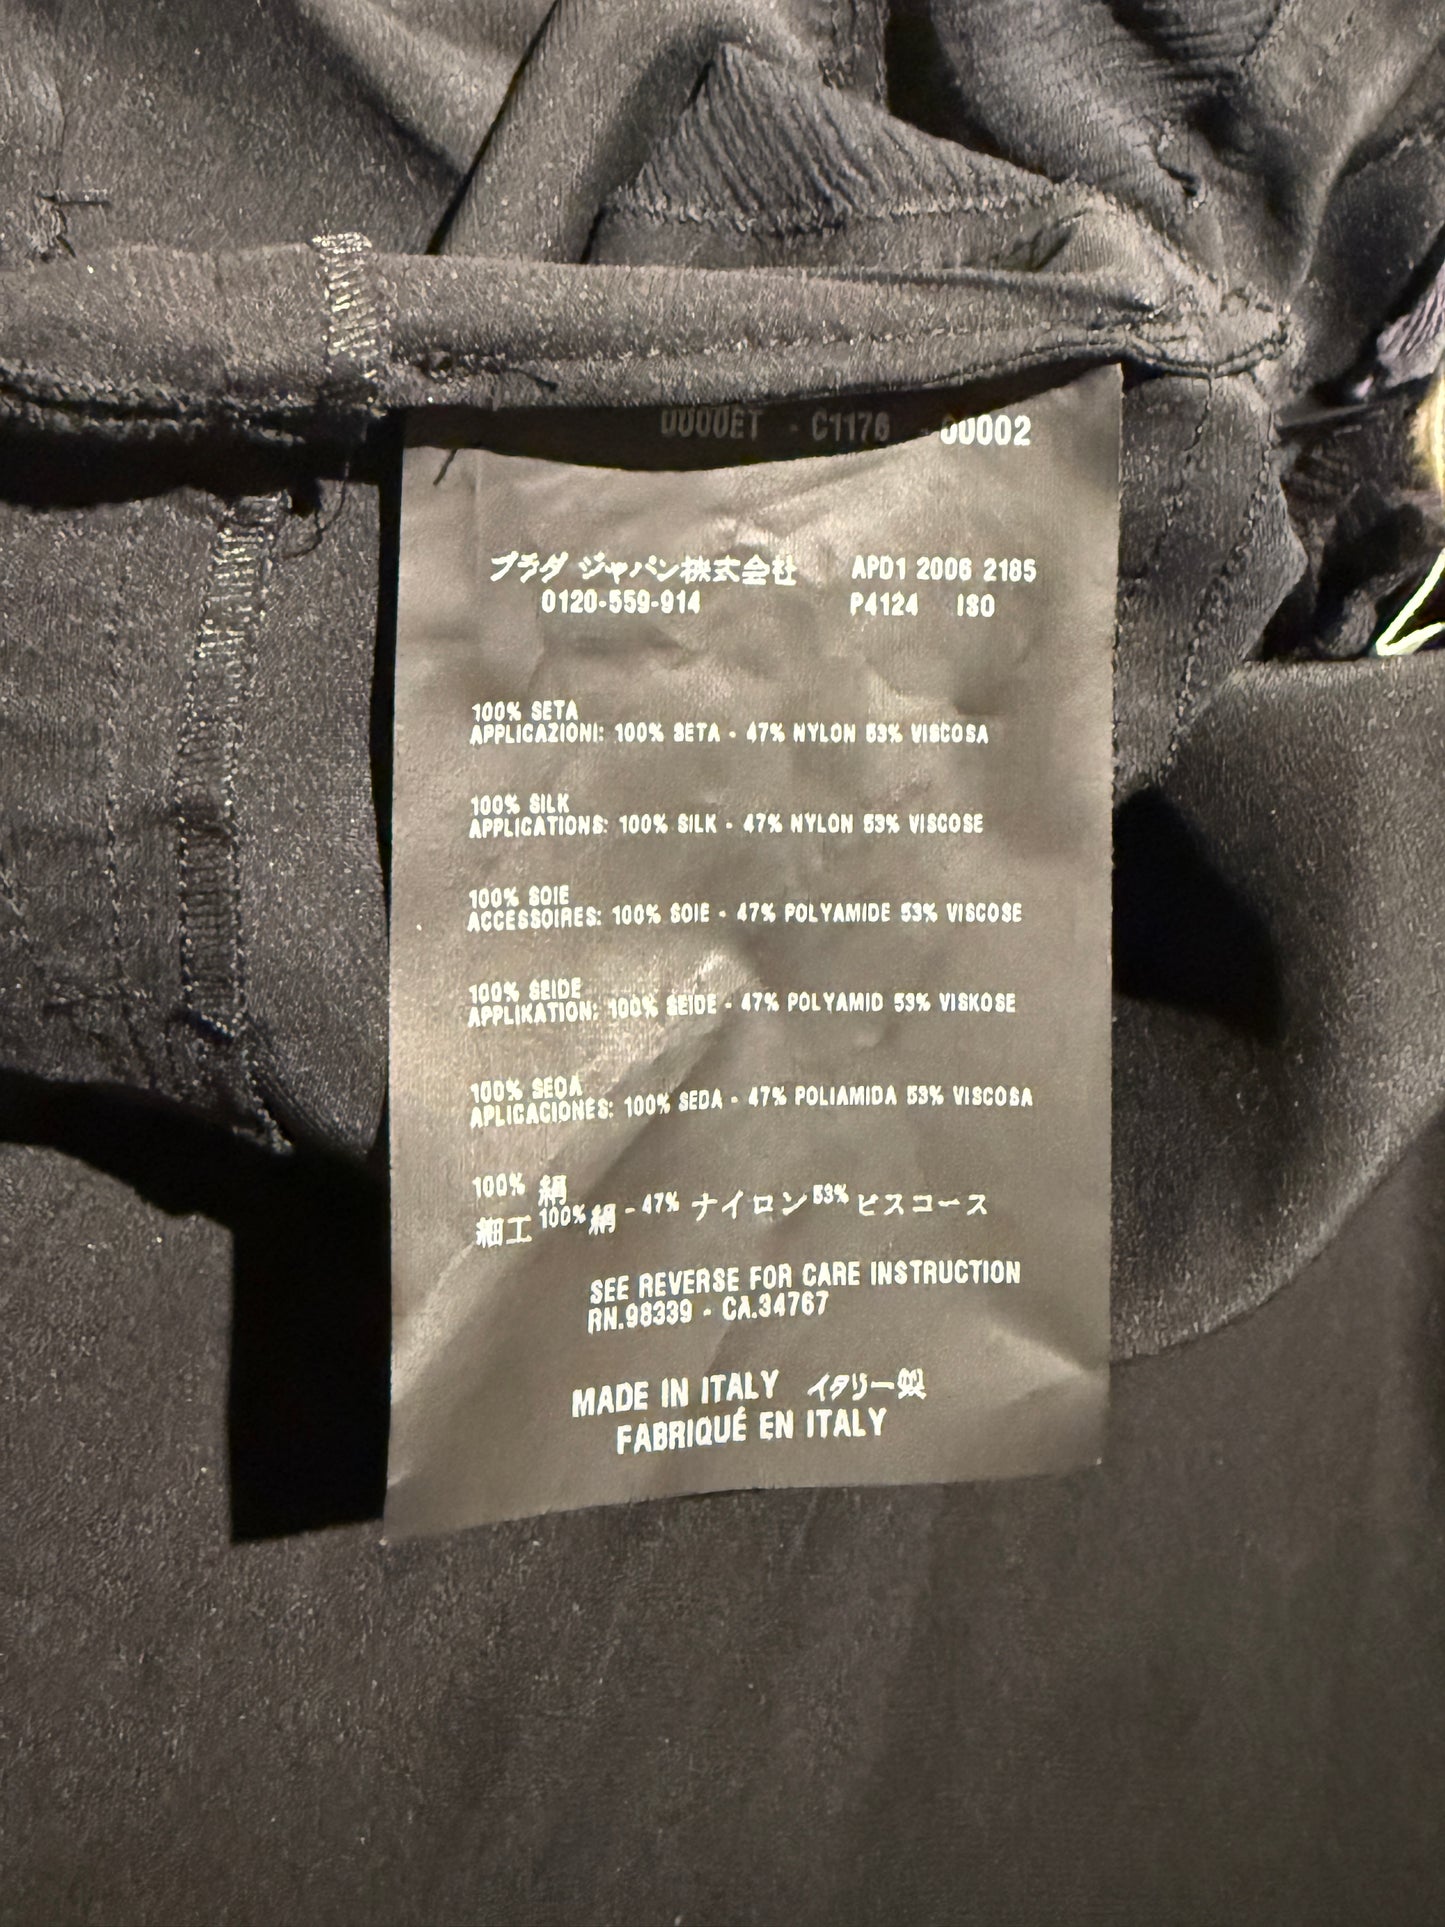 C1176 - 00002
プラダ ジャパン株式会社 APD1 2006 2185
0120-559-914 P4124 ISO
100% SETA
APPLICAZIONI: 100% SETA - 47% NYLON 53% VISCOSA
100% SILK
APPLICATIONS: 100% SILK - 47% NYLON 53% VISCOSE
100% SOIE
ACCESSOIRES: 100% SOIE - 47% POLYAMIDE 53% VISCOSE
100% SEIDE
APPLIKATION: 100% SEIDE - 47% POLYAMID 53% VISKOSE
100% SEDA
APLICACIONES: 100% SEDA - 47% POLIAMIDA 53% VISCOSA
100% 絹
細工 100% 絹 - 47% ナイロン 53% ビスコース
SEE REVERSE FOR CARE INSTRUCTION
RN.98339 - CA.34767
MADE IN ITALY イタリー製
FABRIQUÉ EN ITALY